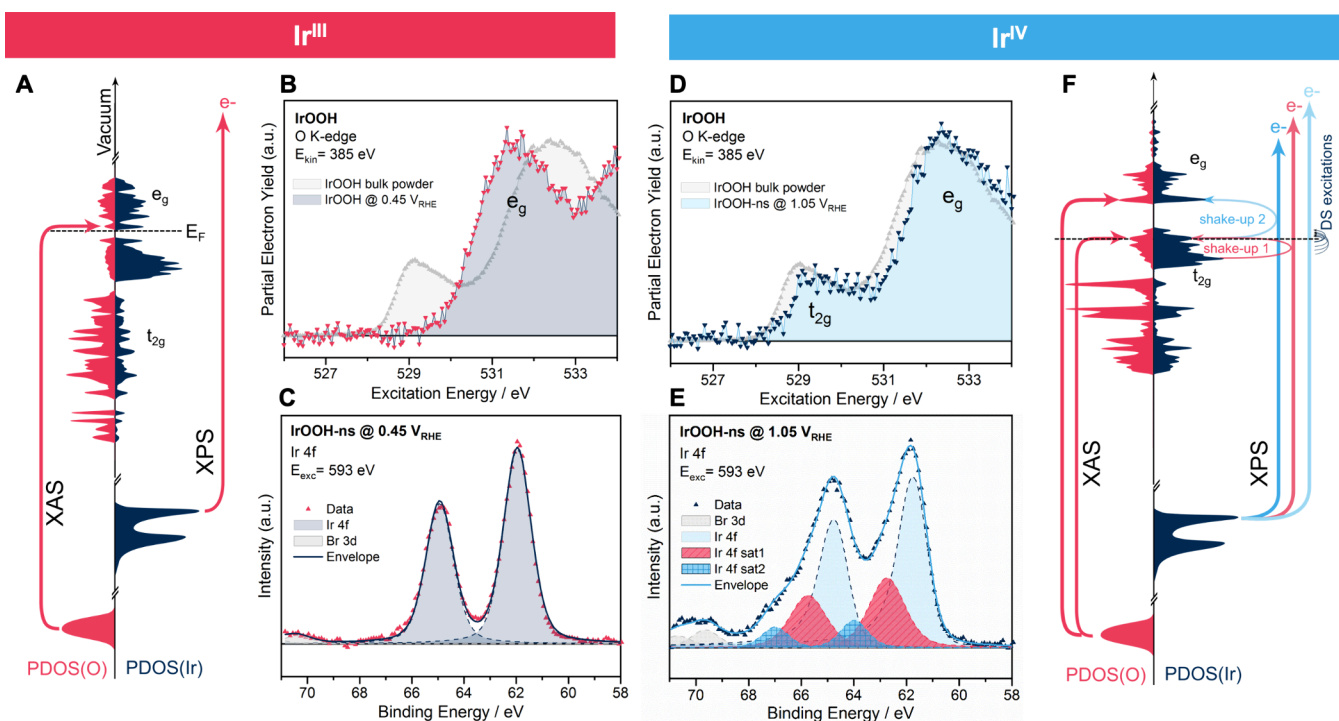 Ir^III
Ir^IV
A
Vacuum
e-
e_g
E_F
t_2g
XAS
XPS
PDOS(O)
PDOS(Ir)
B
IrOOH
O K-edge
E_kin= 385 eV
IrOOH bulk powder
IrOOH @ 0.45 V_RHE
e_g
Partial Electron Yield (a.u.)
527
529
531
533
Excitation Energy / eV
C
IrOOH-ns @ 0.45 V_RHE
Ir 4f
E_exc= 593 eV
Data
Ir 4f
Br 3d
Envelope
Intensity (a.u.)
70
68
66
64
62
60
58
Binding Energy / eV
D
IrOOH
O K-edge
E_kin= 385 eV
IrOOH bulk powder
IrOOH-ns @ 1.05 V_RHE
e_g
t_2g
Partial Electron Yield (a.u.)
527
529
531
533
Excitation Energy / eV
E
IrOOH-ns @ 1.05 V_RHE
Ir 4f
E_exc= 593 eV
Data
Br 3d
Ir 4f
Ir 4f sat1
Ir 4f sat2
Envelope
Intensity (a.u.)
70
68
66
64
62
60
58
Binding Energy / eV
F
e-
e-
e-
e_g
shake-up 2
shake-up 1
DS excitations
t_2g
XAS
XPS
PDOS(O)
PDOS(Ir)